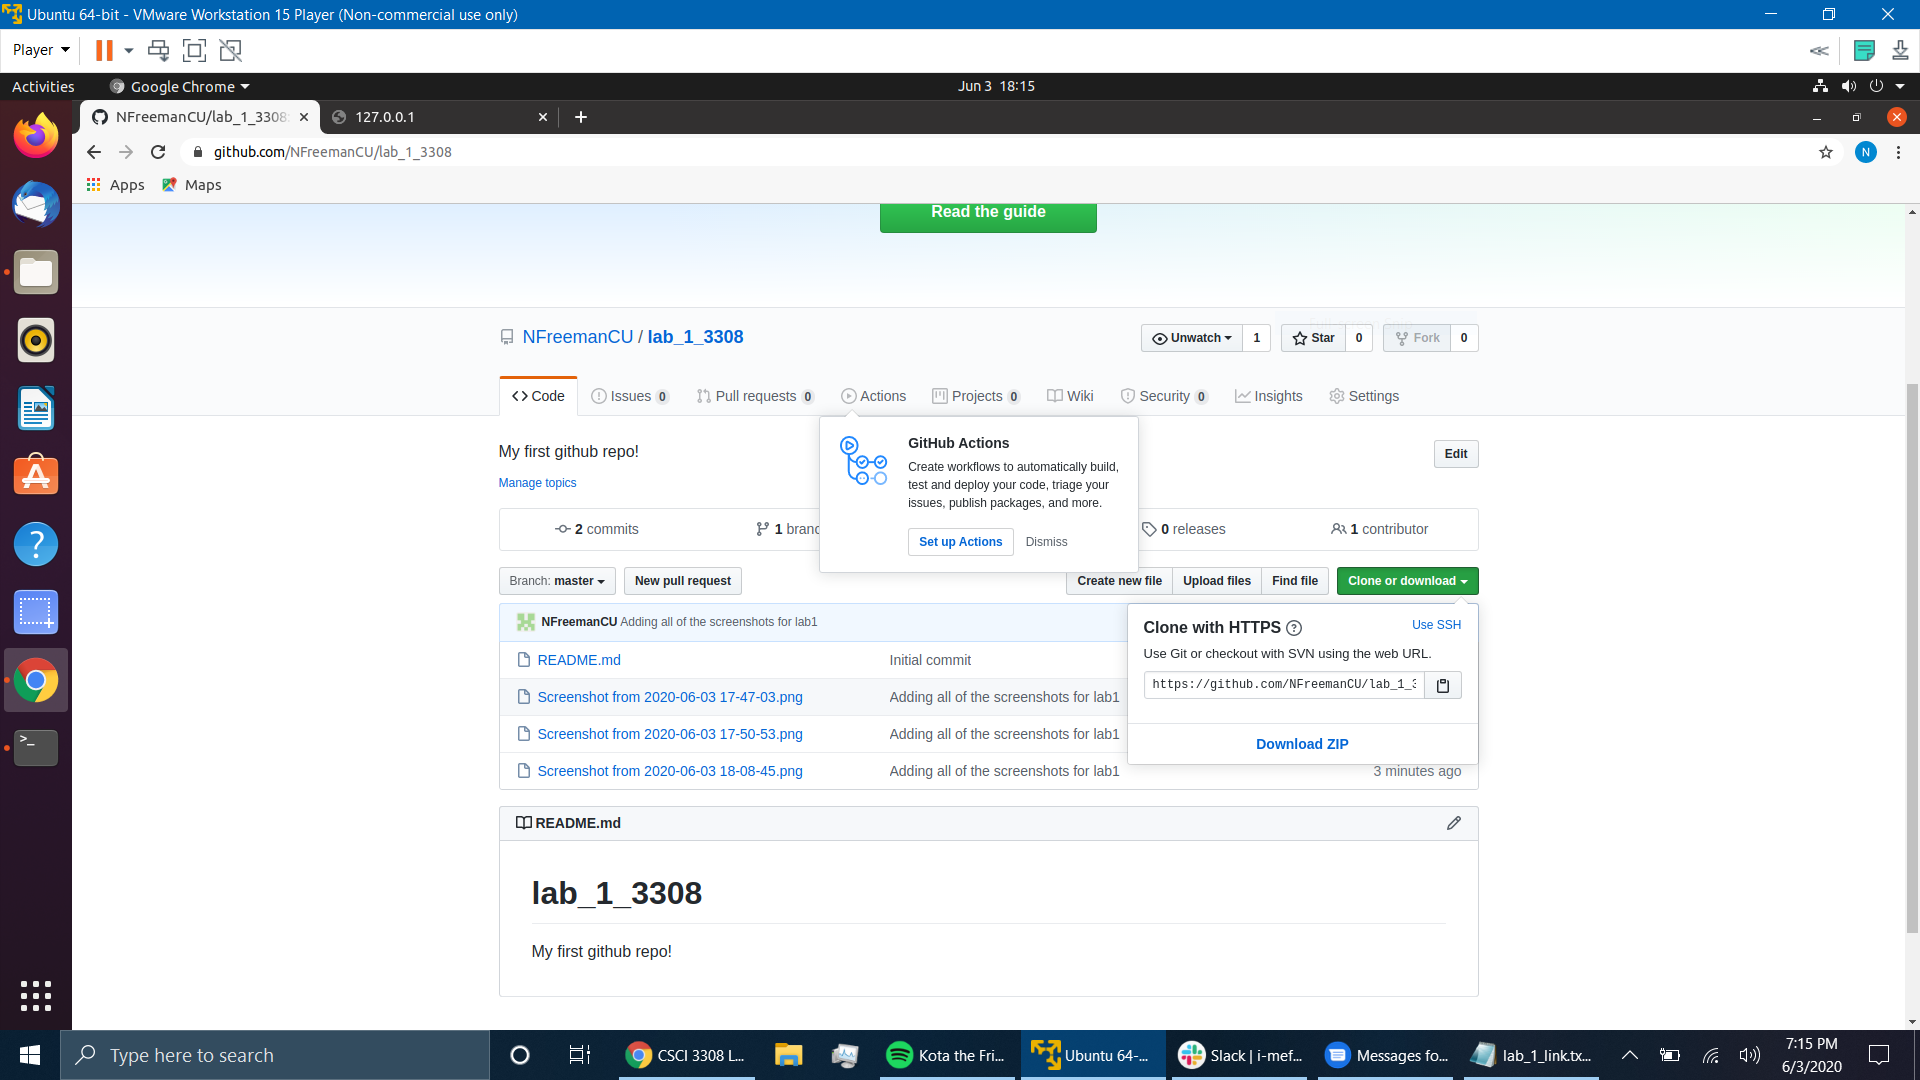 Ubuntu 64-bit - VMware Workstation 15 Player (Non-commercial use only)
Player
Activities
Google Chrome
Jun 3 18:15
NFreemanCU/lab_1_3308
127.0.0.1
github.com/NFreemanCU/lab_1_3308
N
Apps
Maps
Read the guide
NFreemanCU / lab_1_3308
Unwatch 1
Star 0
Fork 0
Code
Issues 0
Pull requests 0
Actions
Projects 0
Wiki
Security 0
Insights
Settings
My first github repo!
Edit
Manage topics
GitHub Actions
Create workflows to automatically build,
test and deploy your code, triage your
issues, publish packages, and more.
Set up Actions
Dismiss
2 commits
1 branc
0 releases
1 contributor
Branch: master
New pull request
Create new file
Upload files
Find file
Clone or download
NFreemanCU Adding all of the screenshots for lab1
README.md
Initial commit
Screenshot from 2020-06-03 17-47-03.png
Adding all of the screenshots for lab1
Screenshot from 2020-06-03 17-50-53.png
Adding all of the screenshots for lab1
Screenshot from 2020-06-03 18-08-45.png
Adding all of the screenshots for lab1
3 minutes ago
Clone with HTTPS
Use SSH
Use Git or checkout with SVN using the web URL.
https://github.com/NFreemanCU/lab_1_3
Download ZIP
README.md
lab_1_3308
My first github repo!
Type here to search
CSCI 3308 L...
Kota the Fri...
Ubuntu 64-...
Slack | i-mef...
Messages fo...
lab_1_link.tx...
7:15 PM
6/3/2020